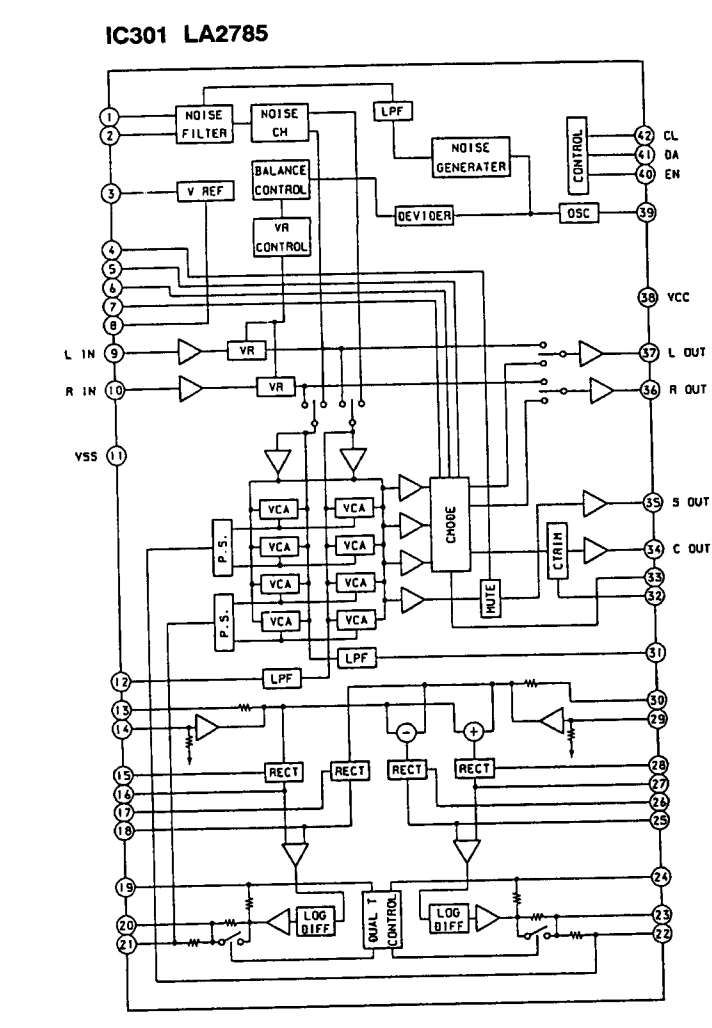 IC301 LA2785
1
NOISE
FILTER
NOISE
CH
LPF
2
NOISE
GENERATER
CONTROL
42 CL
41 DA
40 EN
3
V REF
BALANCE
CONTROL
DEVIDER
OSC
39
VR
CONTROL
4
5
6
7
8
38 VCC
L IN 9
VR
37 L OUT
R IN 10
VR
36 R OUT
VSS 11
VCA
VCA
CMODE
35 S OUT
P.S.
VCA
VCA
CTRIM
34 C OUT
VCA
VCA
MUTE
33
32
P.S.
VCA
VCA
LPF
31
12
LPF
13
30
14
-
+
29
15
RECT
RECT
RECT
RECT
28
16
27
17
26
18
25
19
24
20
LOG
DIFF
DUAL T
CONTROL
LOG
DIFF
23
21
22